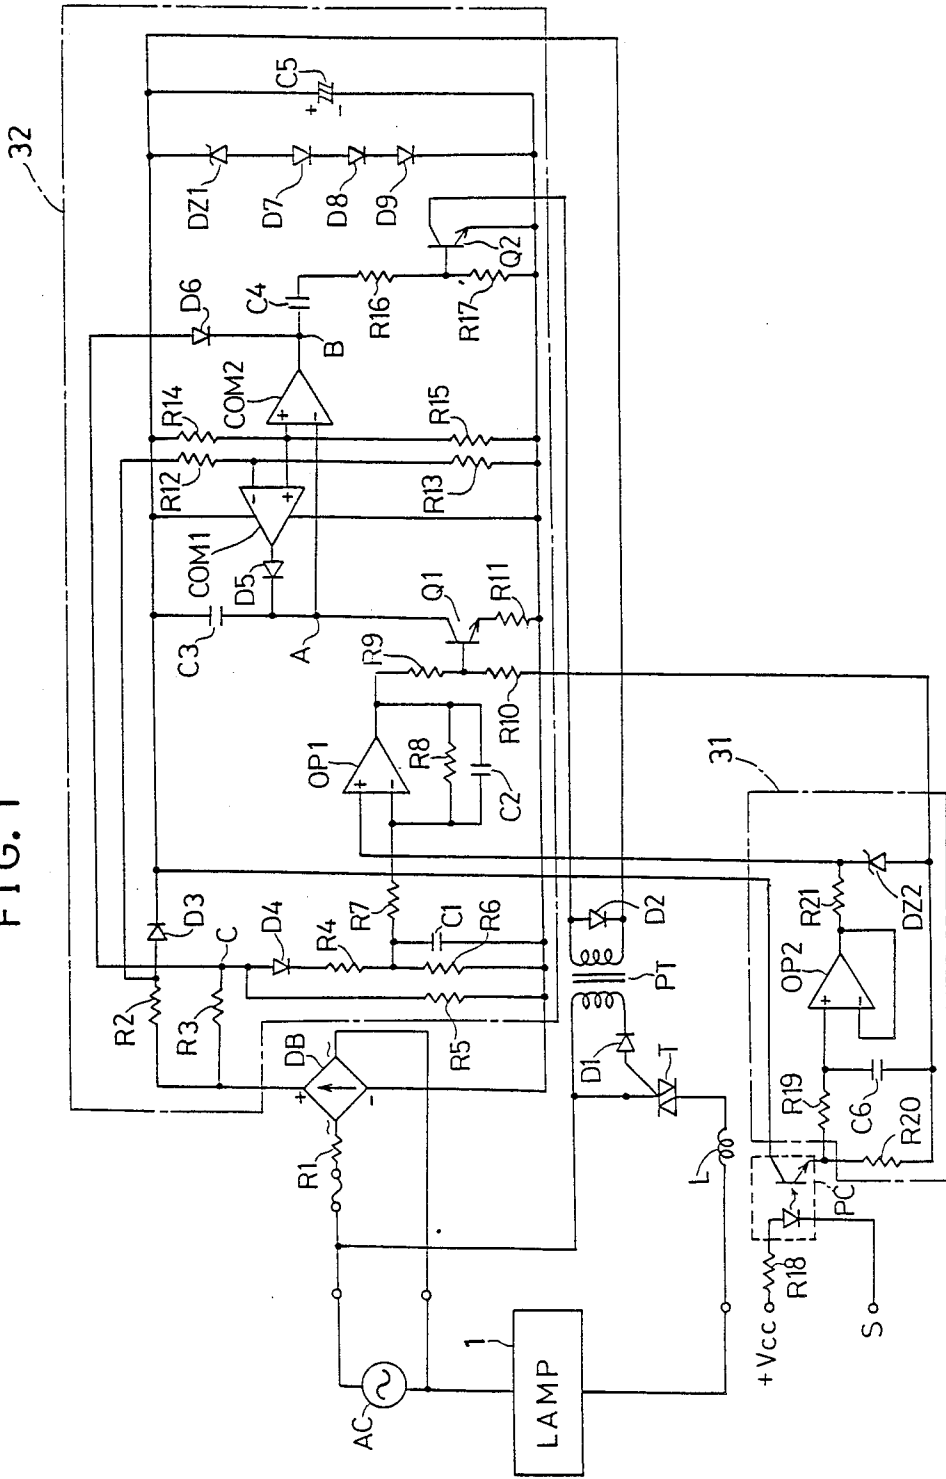 FIG. 1
32
C5
+
-
DZ1
D7
D8
D9
D6
C4
B
R16
R17
Q2
R14
COM2
+
-
R15
R12
COM1
-
+
R13
D5
C3
A
Q1
R11
R9
R10
OP1
+
-
R8
C2
31
D3
C
D4
R4
R7
C1
R6
R2
R3
R5
DB
+
-
~
~
R1
D2
PT
D1
T
L
OP2
+
-
R21
DZ2
R19
C6
R20
PC
R18
+Vcc
S
AC
1
LAMP